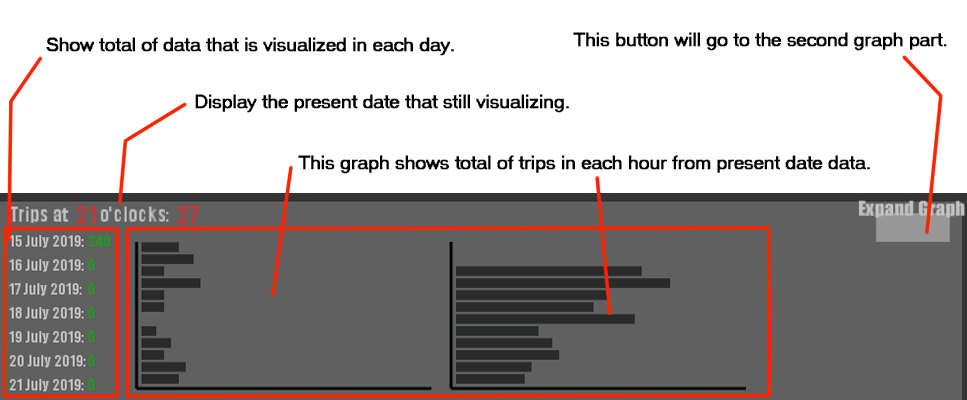 Show total of data that is visualized in each day.
This button will go to the second graph part.
Display the present date that still visualizing.
This graph shows total of trips in each hour from present date data.
Trips at 21o'clocks: 27
Expand Graph
15 July 2019: 240
16 July 2019: 0
17 July 2019: 0
18 July 2019: 0
19 July 2019: 0
20 July 2019: 0
21 July 2019: 0